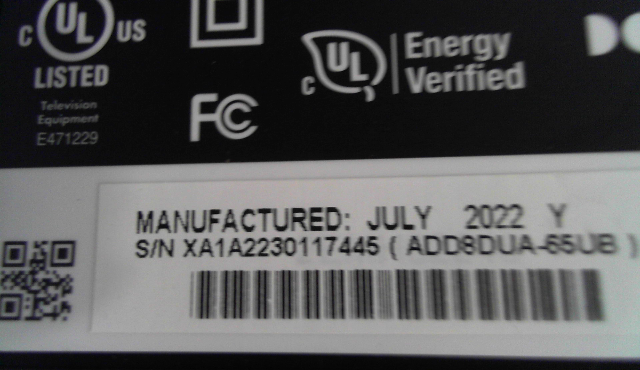 C UL US
LISTED
Television
Equipment
E471229
FC
C UL Energy
Verified
MANUFACTURED: JULY 2022 Y
S/N XA1A2230117445 ( ADD8DUA-65UB )